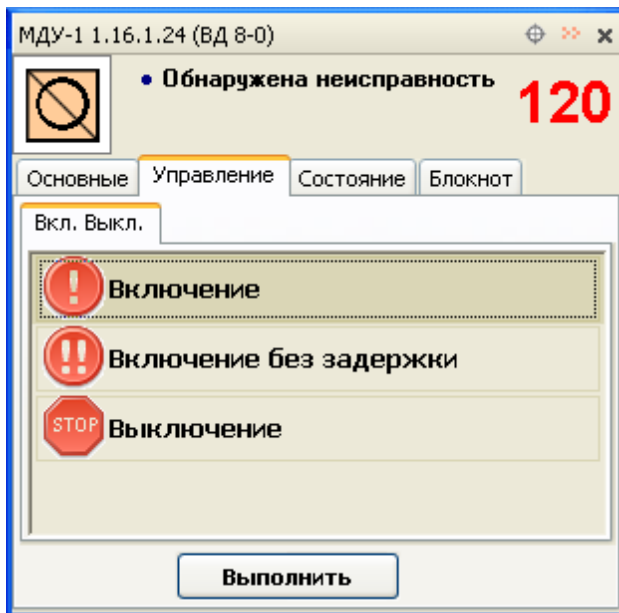 МДУ-1 1.16.1.24 (ВД 8-0)
• Обнаружена неисправность
120
Основные Управление Состояние Блокнот
Вкл. Выкл.
! Включение
!! Включение без задержки
STOP Выключение
Выполнить